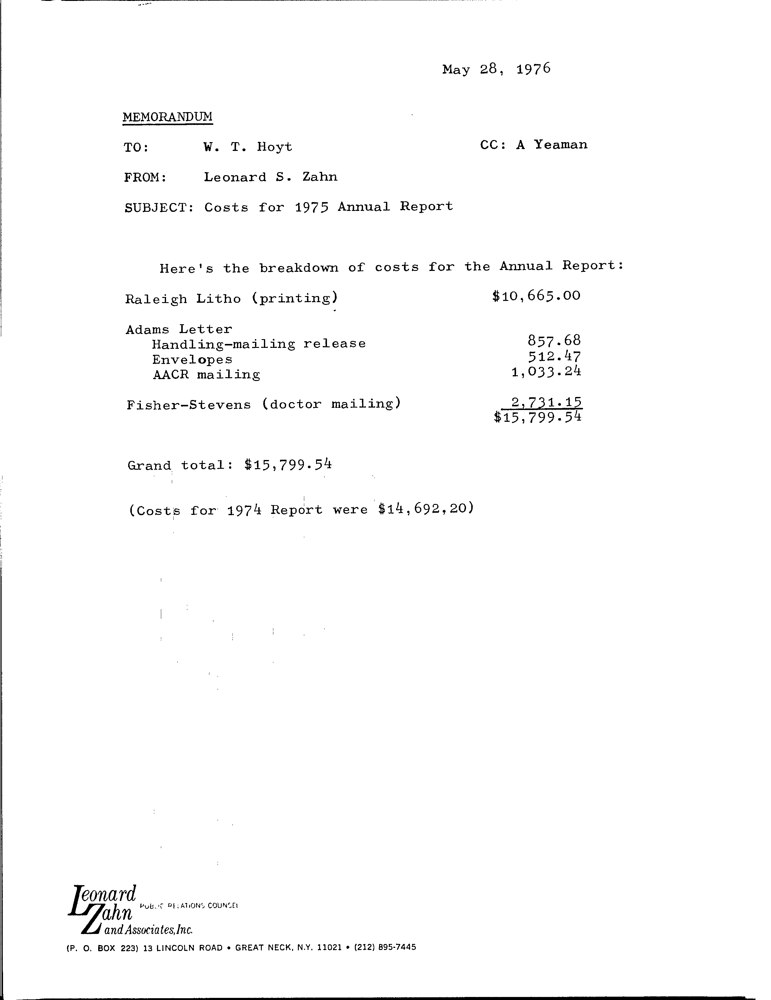 May 28, 1976
MEMORANDUM
TO: W. T. Hoyt CC: A Yeaman
FROM: Leonard S. Zahn
SUBJECT: Costs for 1975 Annual Report
Here's the breakdown of costs for the Annual Report:
Raleigh Litho (printing) $10,665.00
Adams Letter
Handling-mailing release 857.68
Envelopes 512.47
AACR mailing 1,033.24
Fisher-Stevens (doctor mailing) 2,731.15
$15,799.54
Grand total: $15,799.54
(Costs for 1974 Report were $14,692,20)
Leonard
Zahn PUBLIC RELATIONS COUNSEL
and Associates, Inc.
(P. O. BOX 223) 13 LINCOLN ROAD • GREAT NECK, N.Y. 11021 • (212) 895-7445